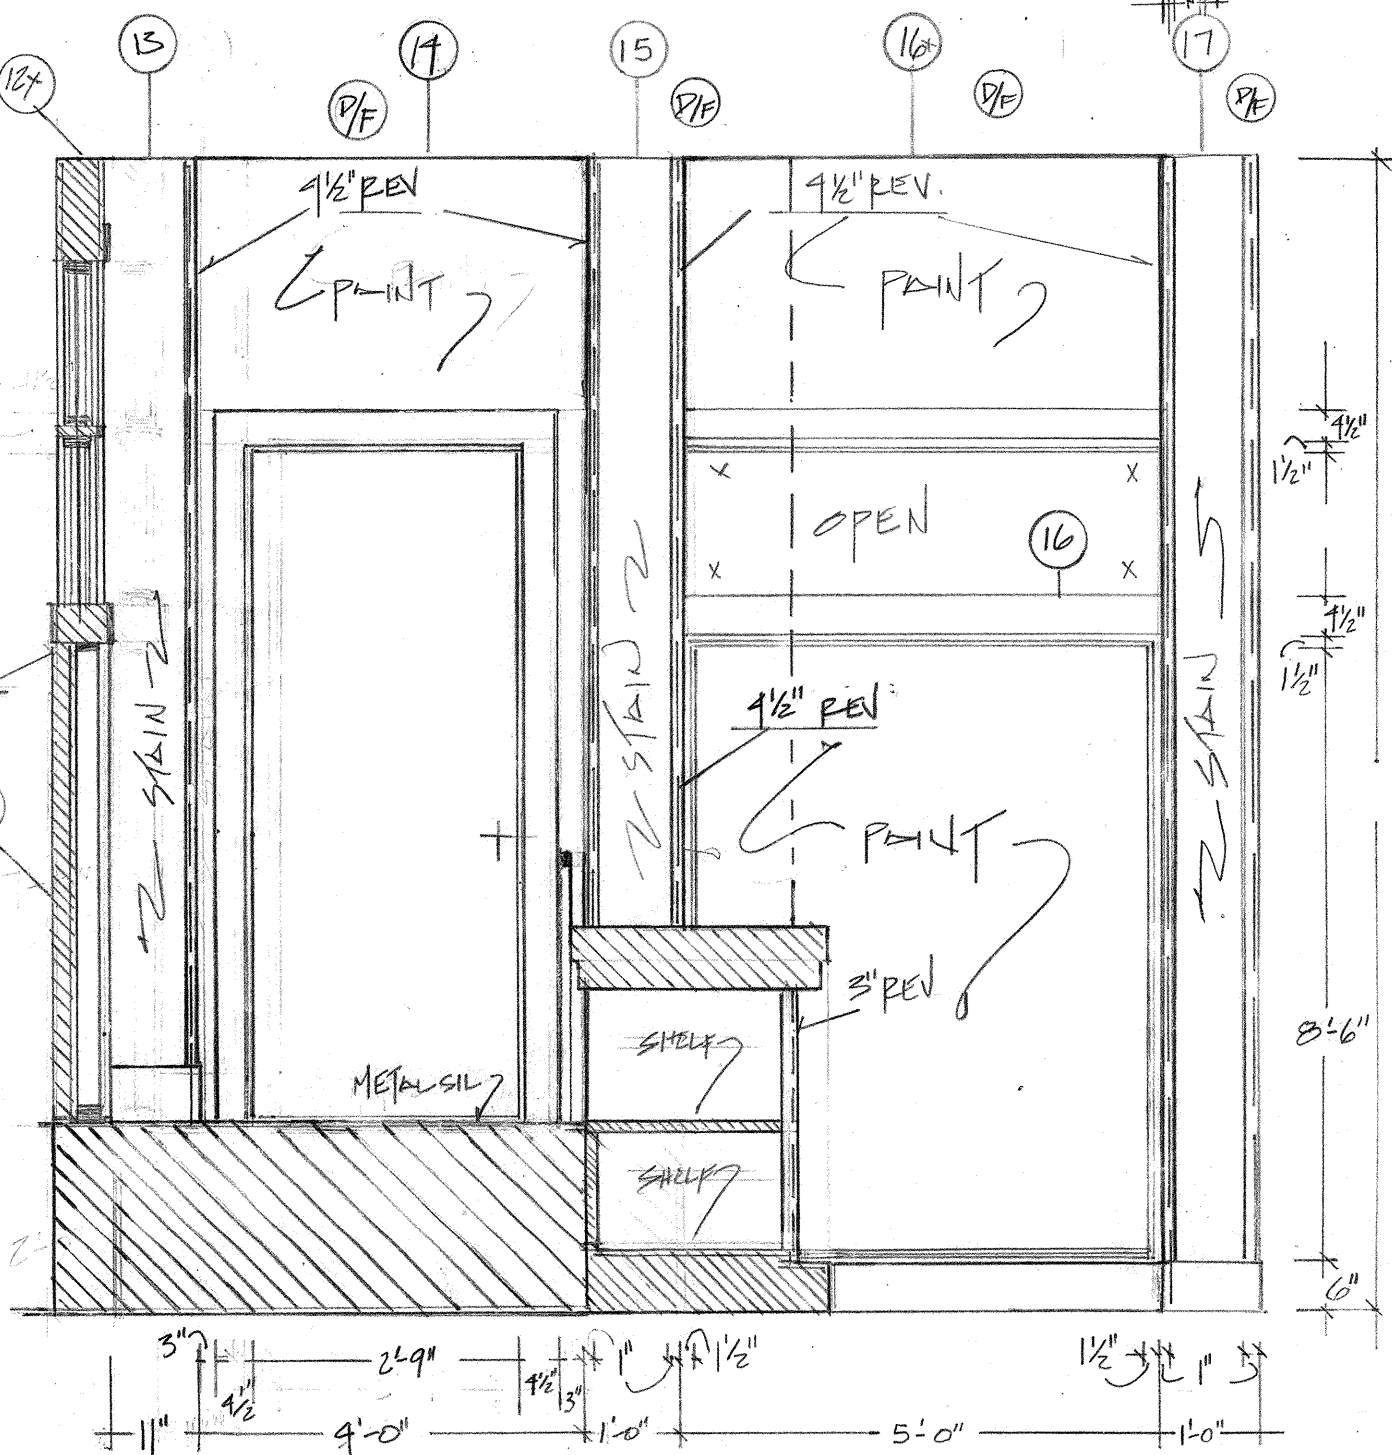 13
14
15
16x
17
12x
D/F
D/F
D/F
D/F
4½" REV
4½" REV.
PAINT
PAINT
4½"
1½"
OPEN
16
4½"
1½"
STAIN
STAIN
STAIN
4½" REV
PAINT
3" REV
SHELF
8'-6"
METAL SIL
SHELF
6"
3"
2'-9"
1"
1½"
1½"
1"
4½"
4½"
3"
11"
4'-0"
1'-0"
5'-0"
1'-0"